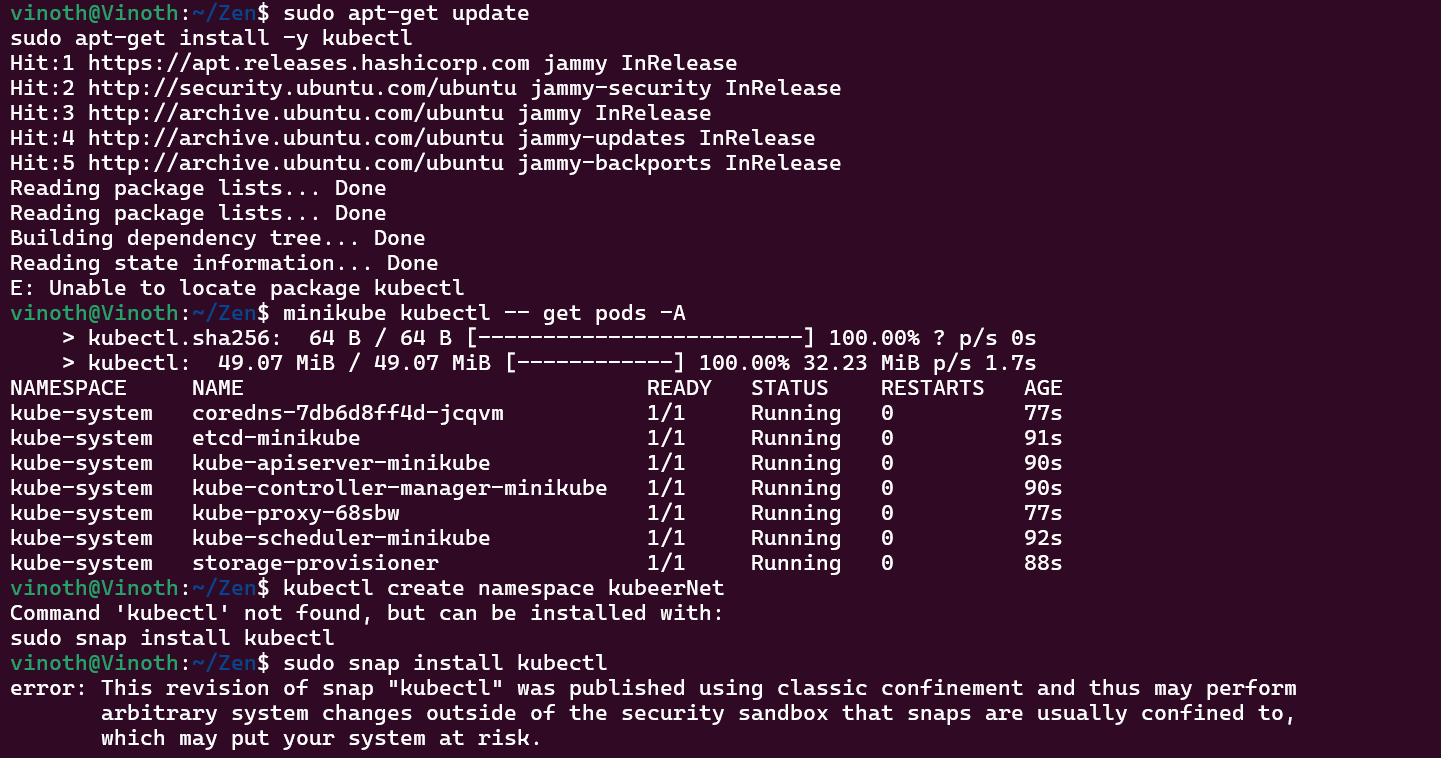 vinoth@Vinoth:~/Zen$ sudo apt-get update
sudo apt-get install -y kubectl
Hit:1 https://apt.releases.hashicorp.com jammy InRelease
Hit:2 http://security.ubuntu.com/ubuntu jammy-security InRelease
Hit:3 http://archive.ubuntu.com/ubuntu jammy InRelease
Hit:4 http://archive.ubuntu.com/ubuntu jammy-updates InRelease
Hit:5 http://archive.ubuntu.com/ubuntu jammy-backports InRelease
Reading package lists... Done
Reading package lists... Done
Building dependency tree... Done
Reading state information... Done
E: Unable to locate package kubectl
vinoth@Vinoth:~/Zen$ minikube kubectl -- get pods -A
    > kubectl.sha256:  64 B / 64 B [-------------------------] 100.00% ? p/s 0s
    > kubectl:  49.07 MiB / 49.07 MiB [------------] 100.00% 32.23 MiB p/s 1.7s
NAMESPACE     NAME                               READY   STATUS    RESTARTS   AGE
kube-system   coredns-7db6d8ff4d-jcqvm           1/1     Running   0          77s
kube-system   etcd-minikube                      1/1     Running   0          91s
kube-system   kube-apiserver-minikube            1/1     Running   0          90s
kube-system   kube-controller-manager-minikube   1/1     Running   0          90s
kube-system   kube-proxy-68sbw                   1/1     Running   0          77s
kube-system   kube-scheduler-minikube            1/1     Running   0          92s
kube-system   storage-provisioner                1/1     Running   0          88s
vinoth@Vinoth:~/Zen$ kubectl create namespace kubeerNet
Command 'kubectl' not found, but can be installed with:
sudo snap install kubectl
vinoth@Vinoth:~/Zen$ sudo snap install kubectl
error: This revision of snap "kubectl" was published using classic confinement and thus may perform
       arbitrary system changes outside of the security sandbox that snaps are usually confined to,
       which may put your system at risk.